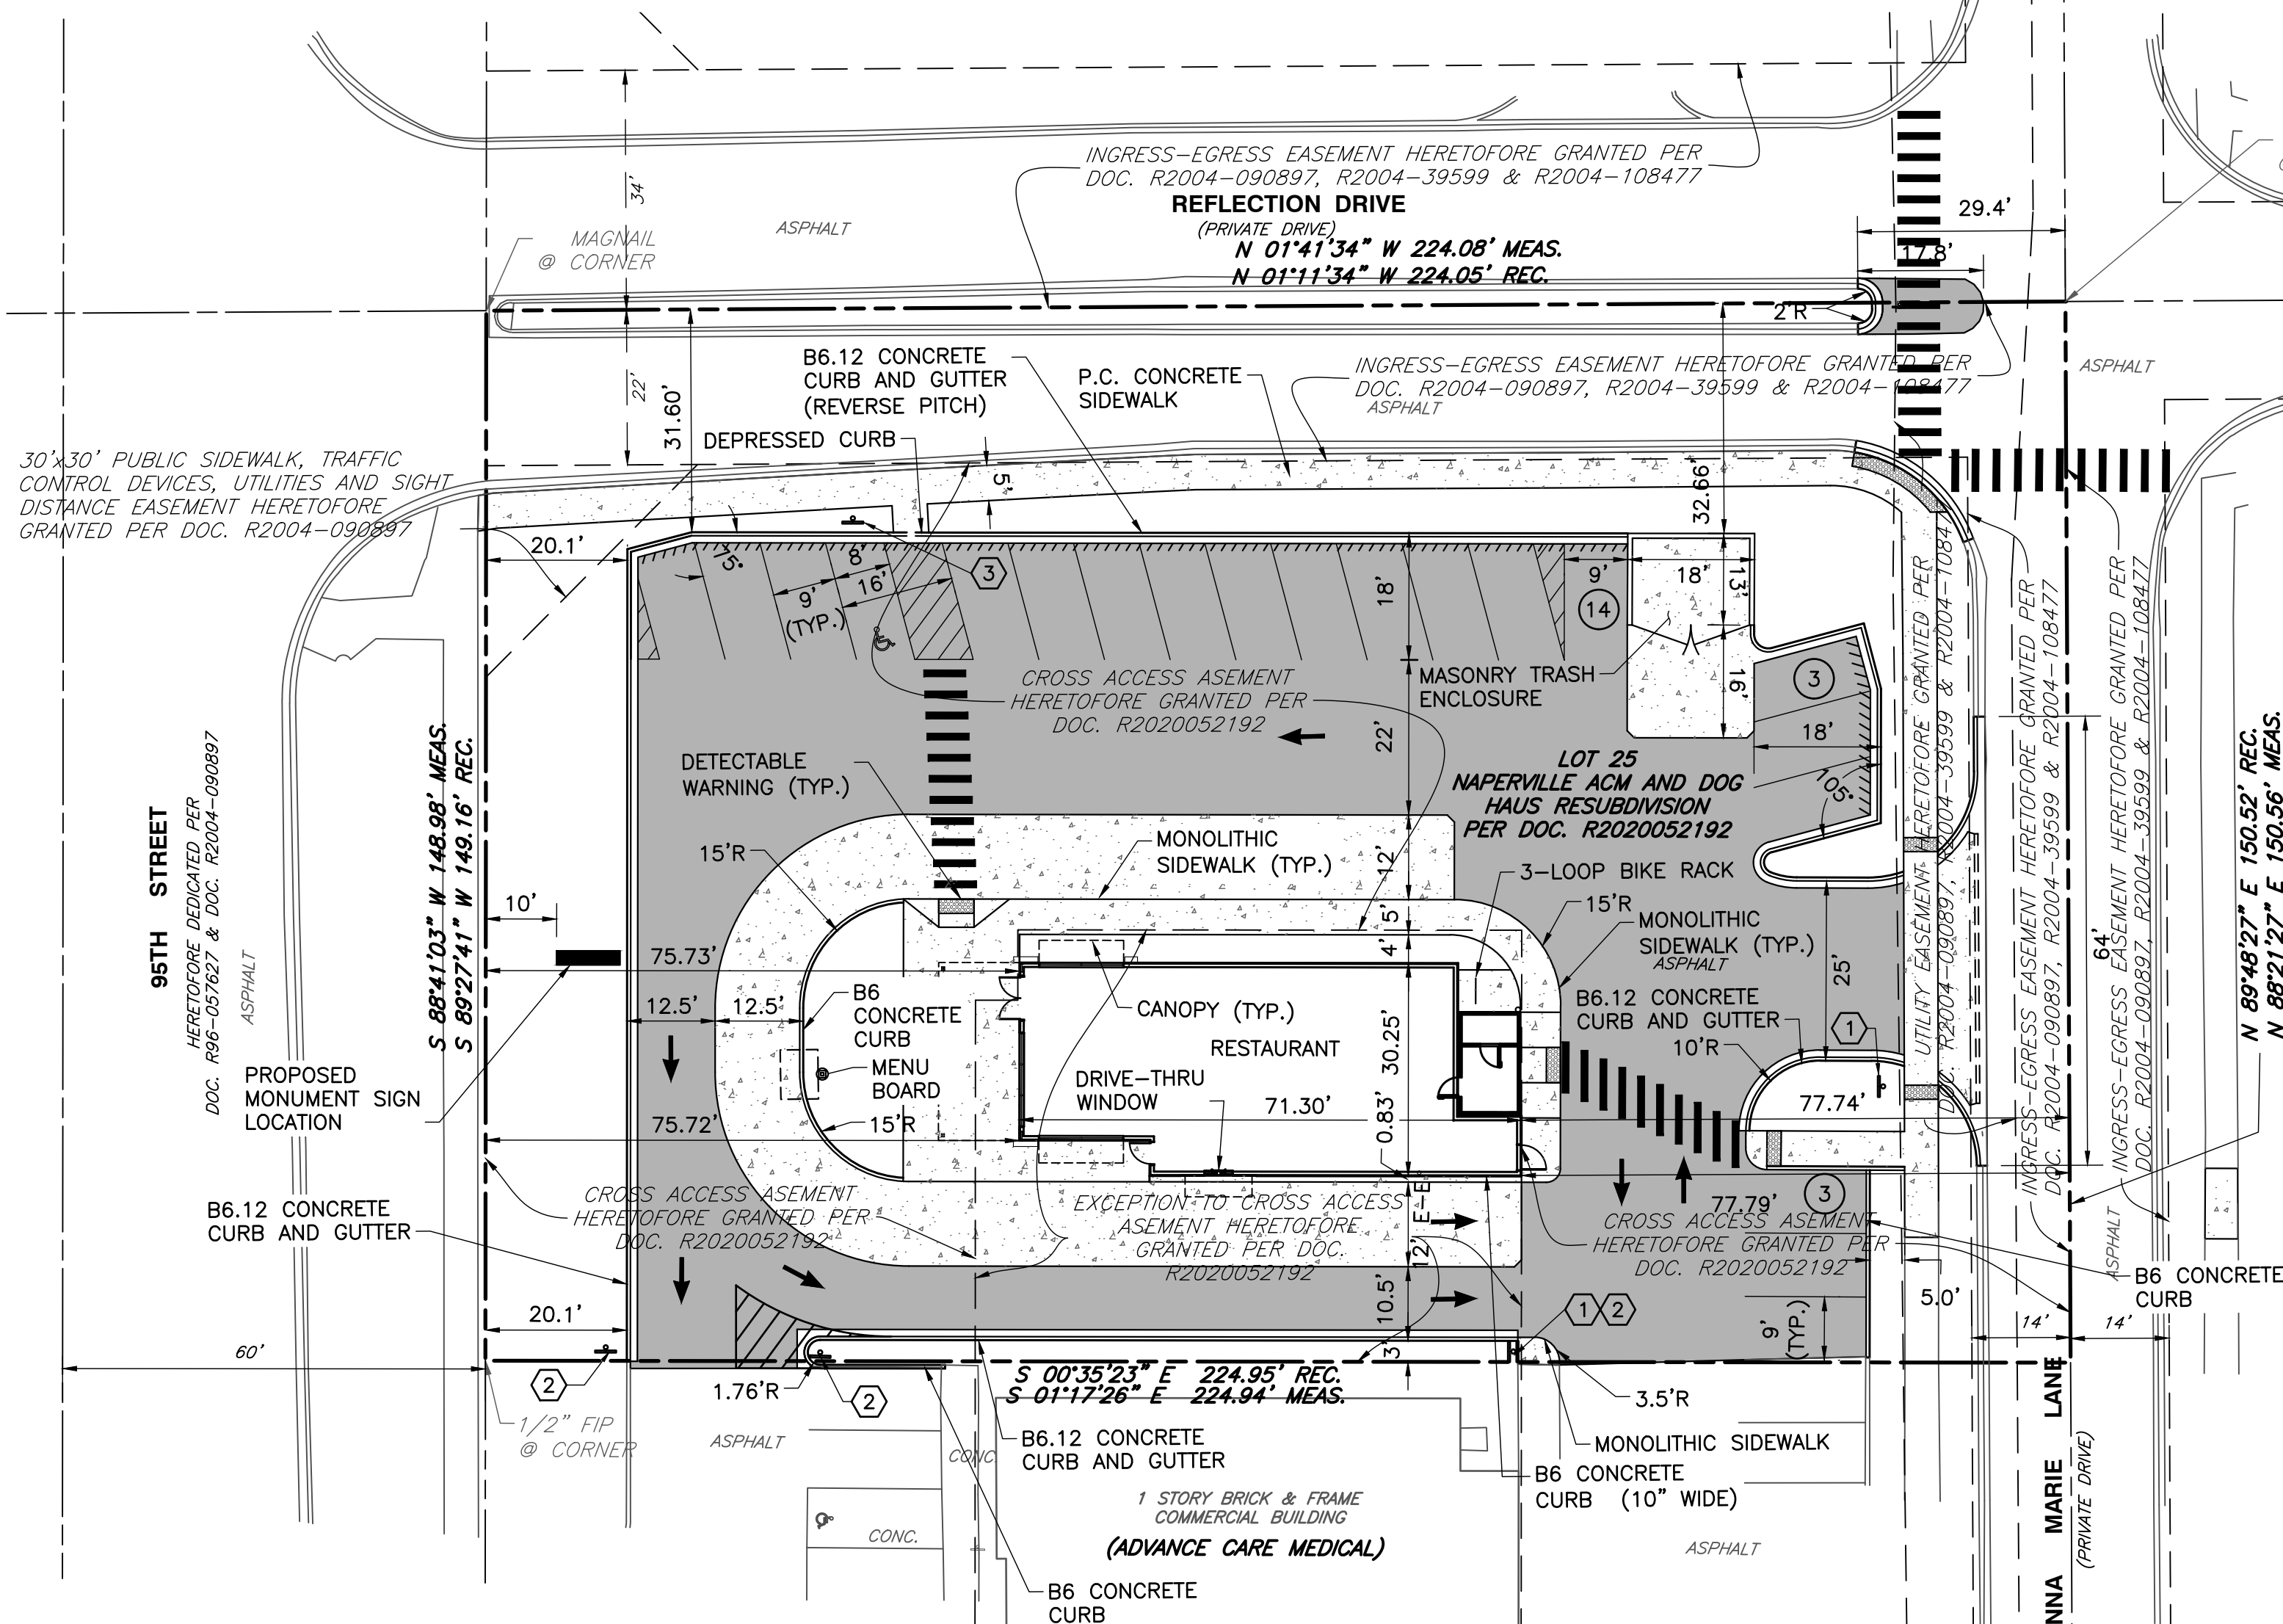 INGRESS-EGRESS EASEMENT HERETOFORE GRANTED PER
DOC. R2004-090897, R2004-39599 & R2004-108477
REFLECTION DRIVE
(PRIVATE DRIVE)
N 01°41'34" W 224.08' MEAS.
N 01°11'34" W 224.05' REC.
34'
ASPHALT
MAGNAIL
@ CORNER
29.4'
17.8'
2'R
22'
31.60'
B6.12 CONCRETE
CURB AND GUTTER
(REVERSE PITCH)
DEPRESSED CURB
P.C. CONCRETE
SIDEWALK
INGRESS-EGRESS EASEMENT HERETOFORE GRANTED PER
DOC. R2004-090897, R2004-39599 & R2004-108477
ASPHALT
ASPHALT
30'x30' PUBLIC SIDEWALK, TRAFFIC
CONTROL DEVICES, UTILITIES AND SIGHT
DISTANCE EASEMENT HERETOFORE
GRANTED PER DOC. R2004-090897
20.1'
5'
32.66'
75°
8'
16'
9'
(TYP.)
3
18'
9'
14
18'
13'
16'
MASONRY TRASH
ENCLOSURE
3
18'
105°
CROSS ACCESS ASEMENT
HERETOFORE GRANTED PER
DOC. R2020052192
22'
LOT 25
NAPERVILLE ACM AND DOG
HAUS RESUBDIVISION
PER DOC. R2020052192
DETECTABLE
WARNING (TYP.)
15'R
MONOLITHIC
SIDEWALK (TYP.)
12'
5'
4'
3-LOOP BIKE RACK
15'R
MONOLITHIC
SIDEWALK (TYP.)
ASPHALT
95TH STREET
HERETOFORE DEDICATED PER
DOC. R96-057627 & DOC. R2004-090897
ASPHALT
S 88°41'03" W 148.98' MEAS.
S 89°27'41" W 149.16' REC.
10'
75.73'
12.5'
12.5'
B6
CONCRETE
CURB
MENU
BOARD
75.72'
15'R
CANOPY (TYP.)
RESTAURANT
DRIVE-THRU
WINDOW
71.30'
30.25'
0.83'
B6.12 CONCRETE
CURB AND GUTTER
10'R
1
25'
77.74'
77.79'
3
PROPOSED
MONUMENT SIGN
LOCATION
B6.12 CONCRETE
CURB AND GUTTER
CROSS ACCESS ASEMENT
HERETOFORE GRANTED PER
DOC. R2020052192
EXCEPTION TO CROSS ACCESS
ASEMENT HERETOFORE
GRANTED PER DOC.
R2020052192
12' E-E
10.5'
3'
CROSS ACCESS ASEMENT
HERETOFORE GRANTED PER
DOC. R2020052192
UTILITY EASEMENT HERETOFORE GRANTED PER
DOC. R2004-090897, R2004-39599 & R2004-1084
INGRESS-EGRESS EASEMENT HERETOFORE GRANTED PER
DOC. R2004-090897, R2004-39599 & R2004-108477
64'
INGRESS-EGRESS EASEMENT HERETOFORE GRANTED PER
DOC. R2004-090897, R2004-39599 & R2004-108477
N 89°48'27" E 150.52' REC.
N 88°21'27" E 150.56' MEAS.
ASPHALT
B6 CONCRETE
CURB
5.0'
14'
14'
9'
(TYP.)
1
2
20.1'
60'
2
1.76'R
2
1/2" FIP
@ CORNER
S 00°35'23" E 224.95' REC.
S 01°17'26" E 224.94' MEAS.
3.5'R
ASPHALT
CONC.
B6.12 CONCRETE
CURB AND GUTTER
MONOLITHIC SIDEWALK
B6 CONCRETE
CURB (10" WIDE)
1 STORY BRICK & FRAME
COMMERCIAL BUILDING
(ADVANCE CARE MEDICAL)
CONC.
ASPHALT
B6 CONCRETE
CURB
NNA MARIE LANE
(PRIVATE DRIVE)